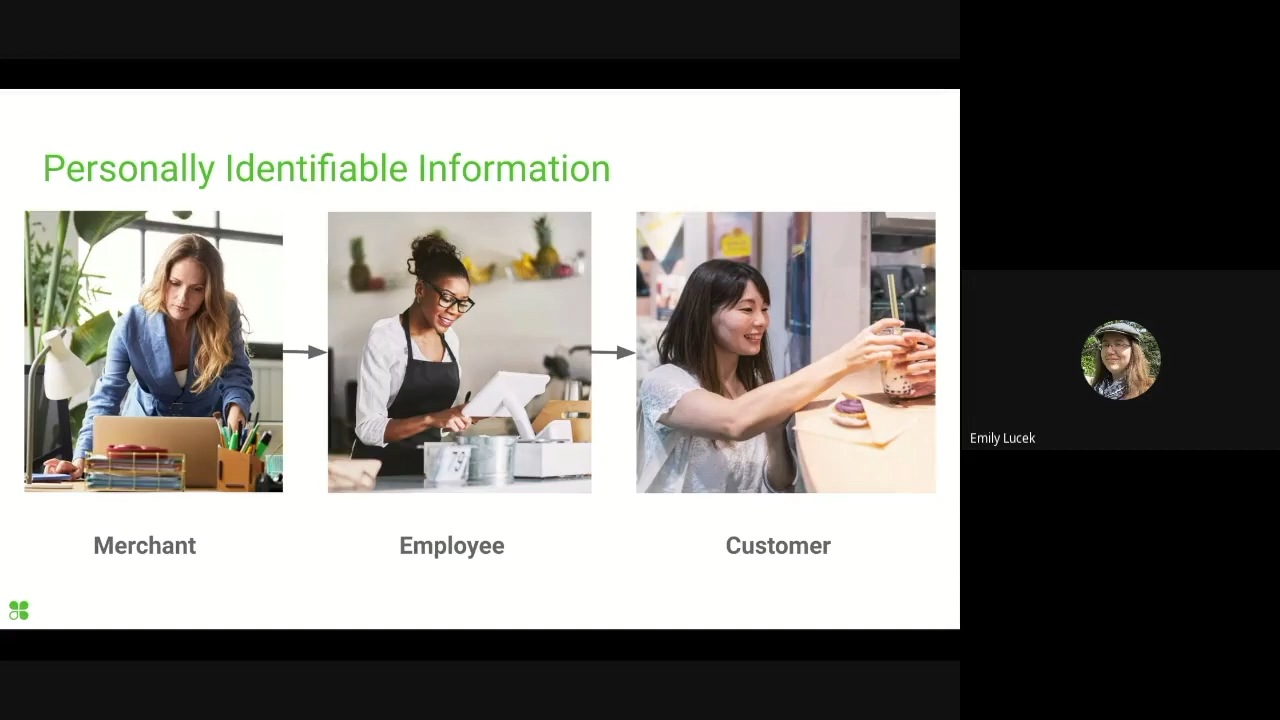 Personally Identifiable Information
Merchant
Employee
Customer
Emily Lucek